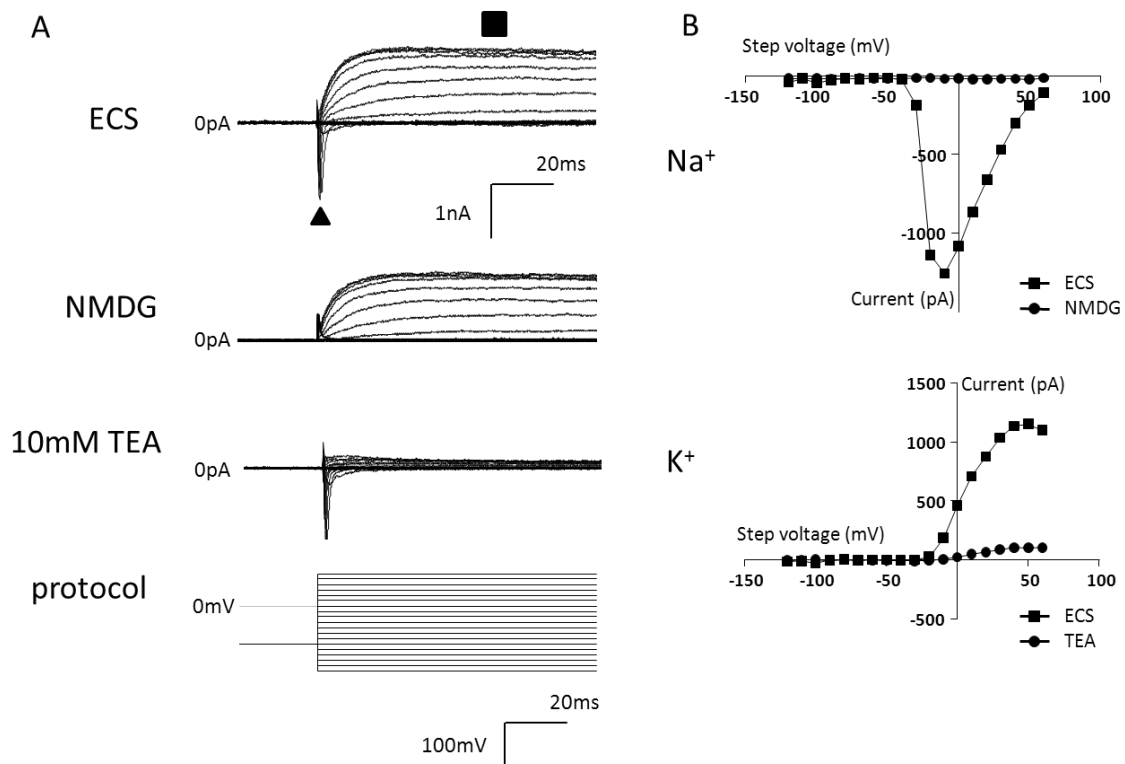 A
ECS
0pA
20ms
1nA
NMDG
0pA
10mM TEA
0pA
protocol
0mV
20ms
100mV
B
Step voltage (mV)
-150 -100 -50 50 100
-500
Na⁺
-1000
Current (pA)
ECS
NMDG
1500
Current (pA)
1000
K⁺
500
Step voltage (mV)
-150 -100 -50 0 50 100
-500
ECS
TEA